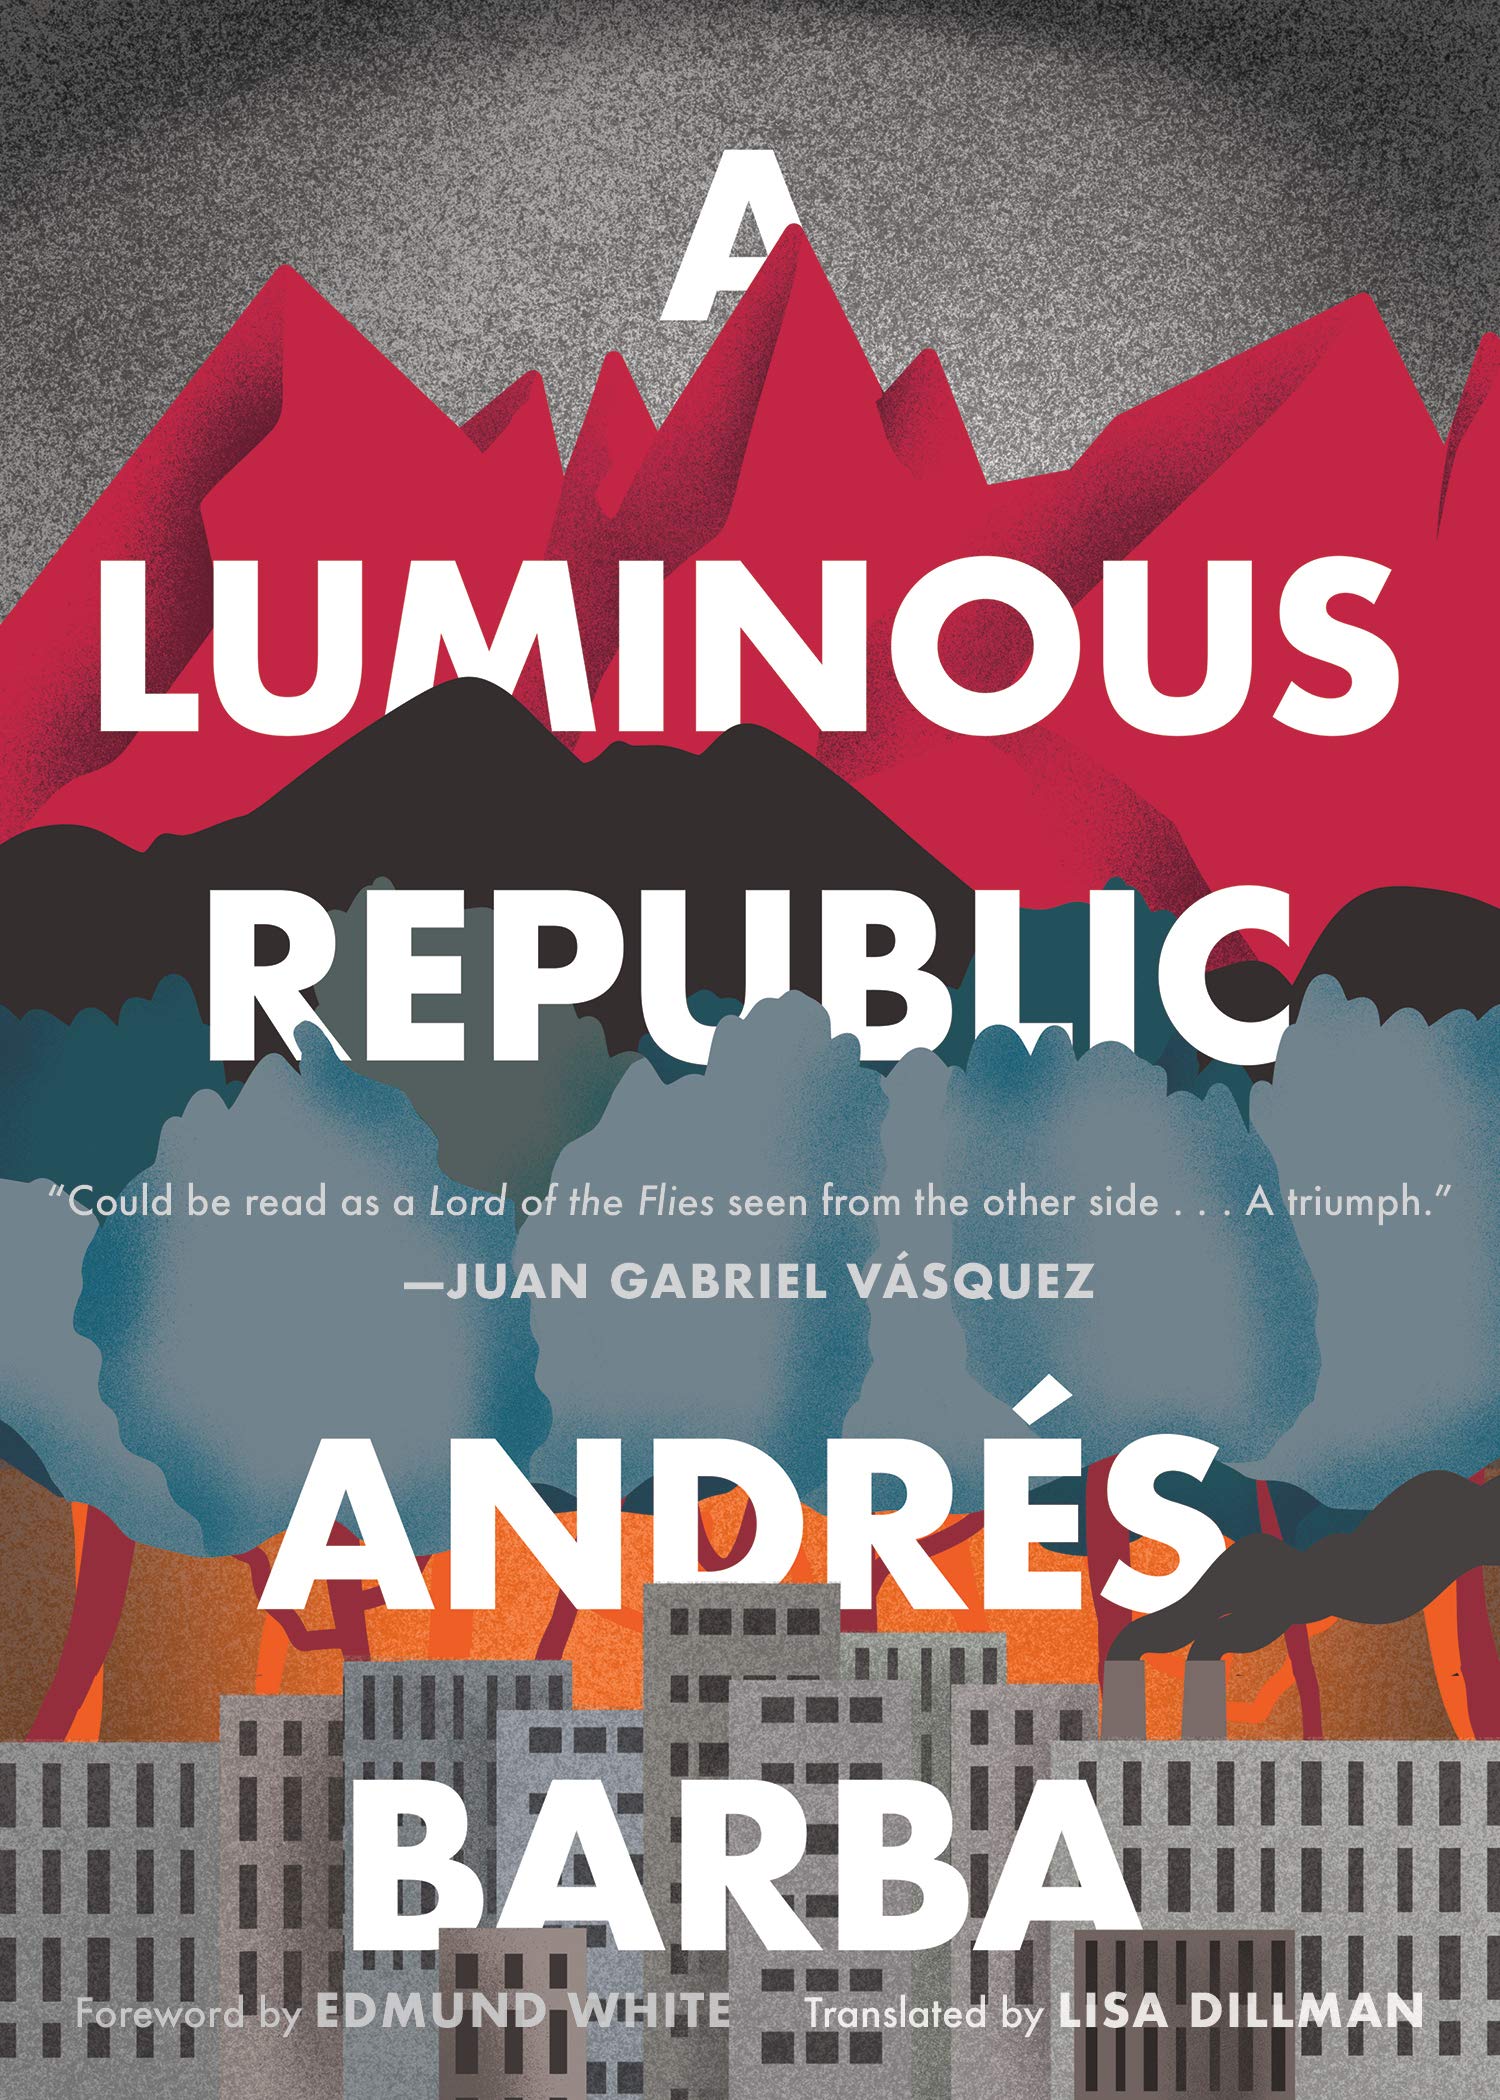 A
LUMINOUS
REPUBLIC
“Could be read as a Lord of the Flies seen from the other side . . . A triumph.”
—JUAN GABRIEL VÁSQUEZ
ANDRÉS
BARBA
Foreword by EDMUND WHITE Translated by LISA DILLMAN